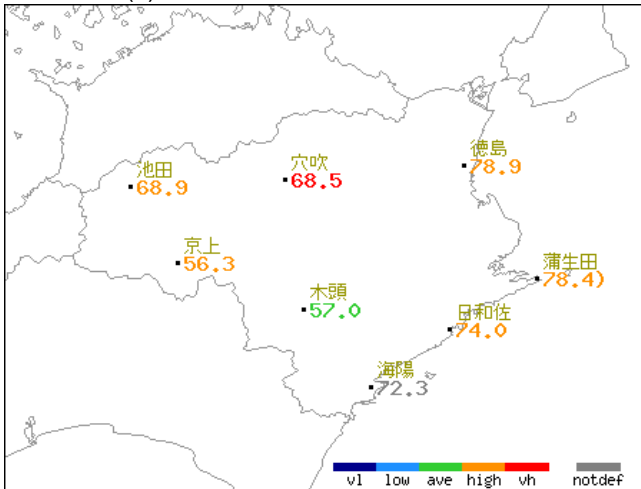 池田
68.9
穴吹
68.5
徳島
78.9
京上
56.3
蒲生田
78.4)
木頭
57.0
日和佐
74.0
海陽
72.3
vl low ave high vh notdef